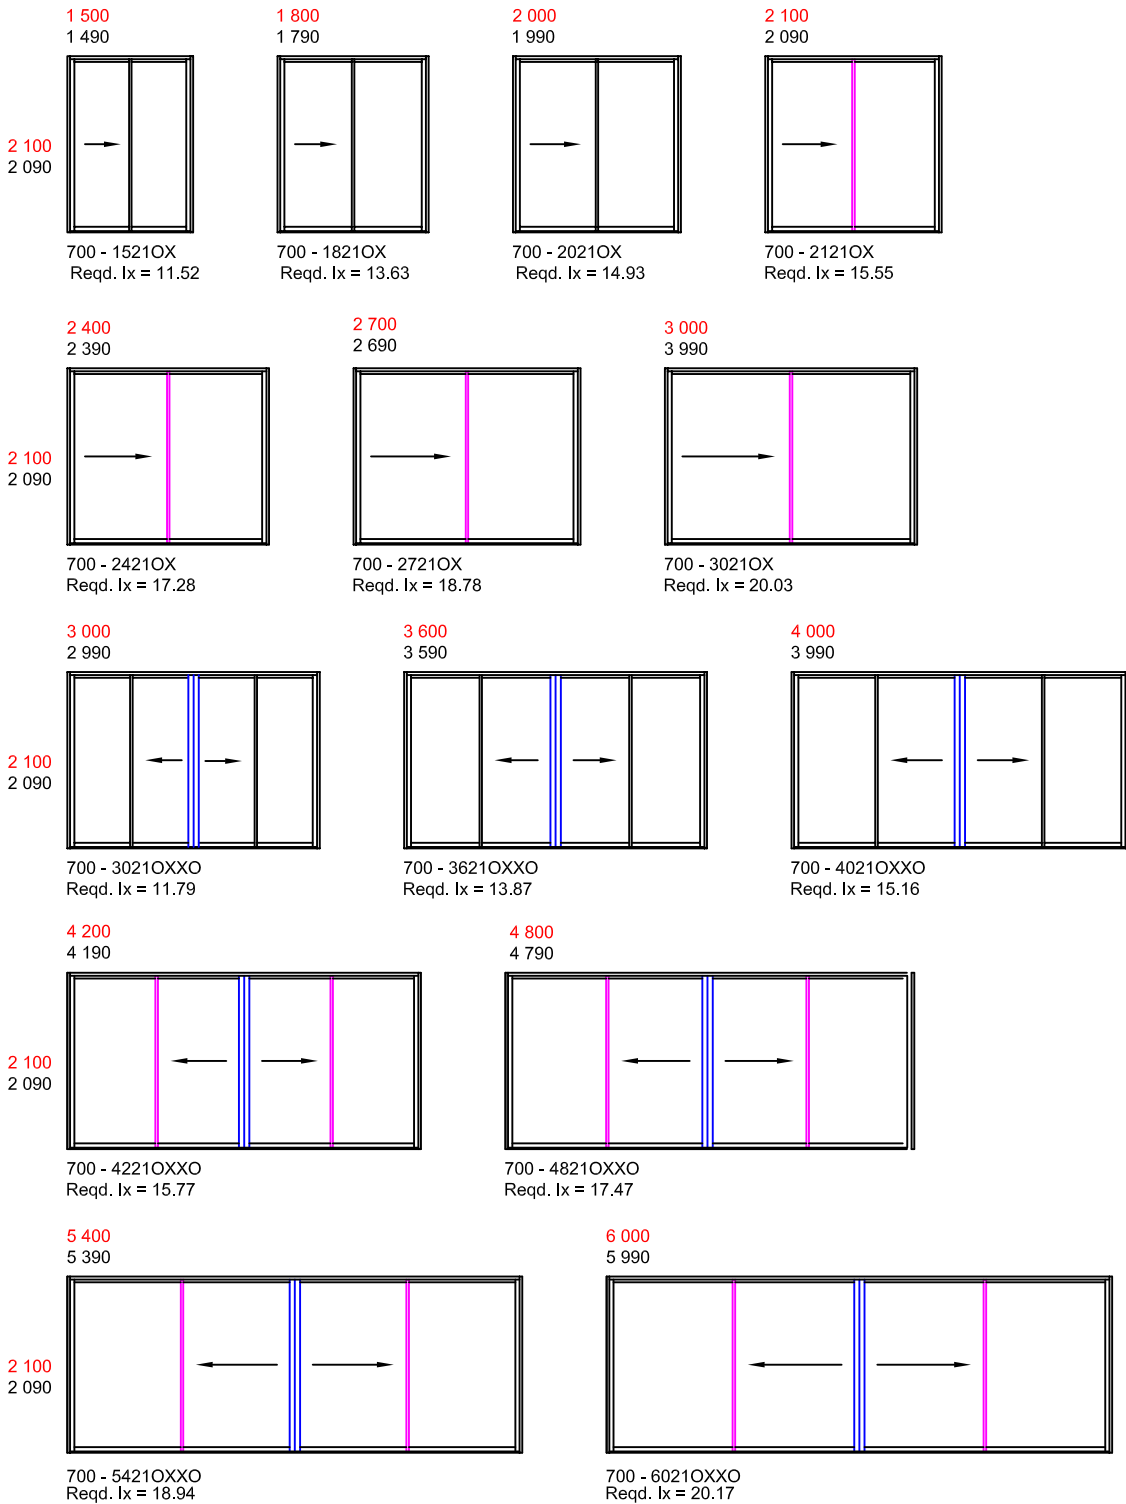 1 500
1 490
1 800
1 790
2 000
1 990
2 100
2 090
2 100
2 090
700 - 1521OX
Reqd. Ix = 11.52
700 - 1821OX
Reqd. Ix = 13.63
700 - 2021OX
Reqd. Ix = 14.93
700 - 2121OX
Reqd. Ix = 15.55
2 400
2 390
2 700
2 690
3 000
3 990
2 100
2 090
700 - 2421OX
Reqd. Ix = 17.28
700 - 2721OX
Reqd. Ix = 18.78
700 - 3021OX
Reqd. Ix = 20.03
3 000
2 990
3 600
3 590
4 000
3 990
2 100
2 090
700 - 3021OXXO
Reqd. Ix = 11.79
700 - 3621OXXO
Reqd. Ix = 13.87
700 - 4021OXXO
Reqd. Ix = 15.16
4 200
4 190
4 800
4 790
2 100
2 090
700 - 4221OXXO
Reqd. Ix = 15.77
700 - 4821OXXO
Reqd. Ix = 17.47
5 400
5 390
6 000
5 990
2 100
2 090
700 - 5421OXXO
Reqd. Ix = 18.94
700 - 6021OXXO
Reqd. Ix = 20.17